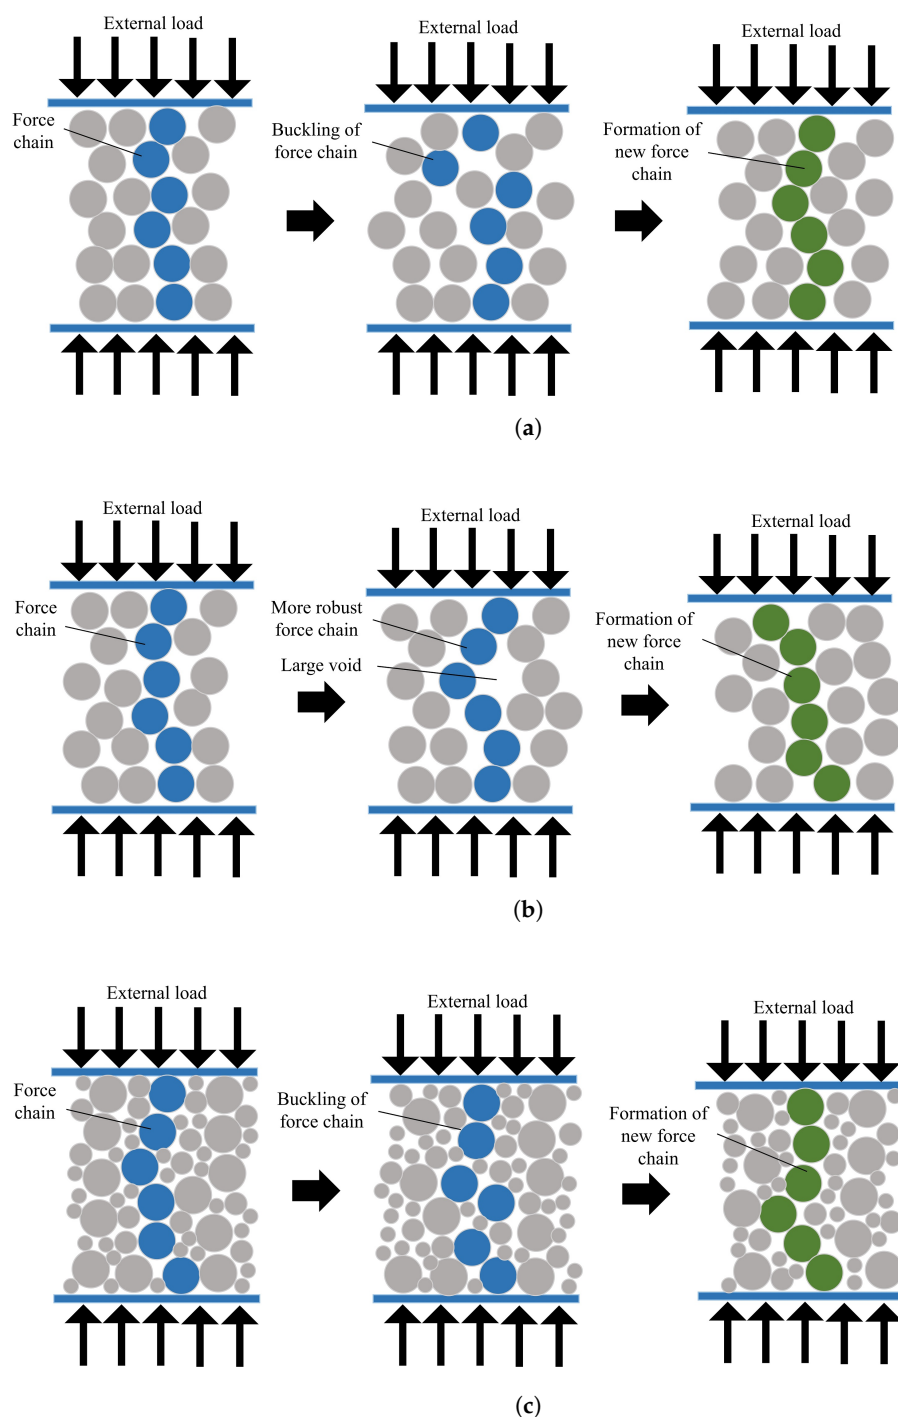 External load
External load
External load
Force
chain
Buckling of
force chain
Formation of
new force
chain
(a)
External load
External load
External load
Force
chain
More robust
force chain
Large void
Formation of
new force
chain
(b)
External load
External load
External load
Force
chain
Buckling of
force chain
Formation of
new force
chain
(c)